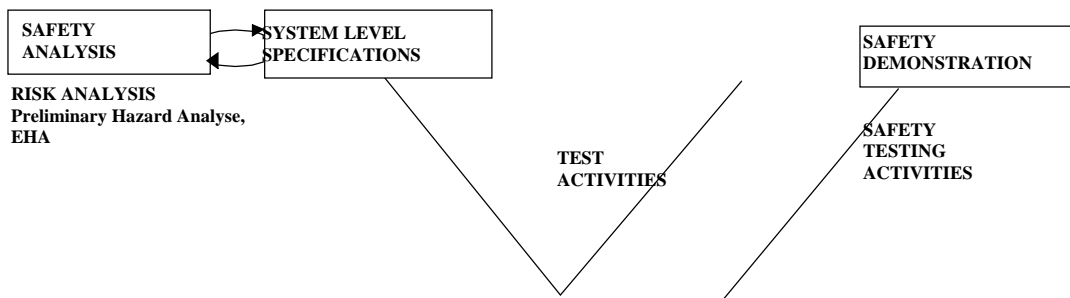 SAFETY
ANALYSIS
SYSTEM LEVEL
SPECIFICATIONS
SAFETY
DEMONSTRATION
RISK ANALYSIS
Preliminary Hazard Analyse,
EHA
TEST
ACTIVITIES
SAFETY
TESTING
ACTIVITIES